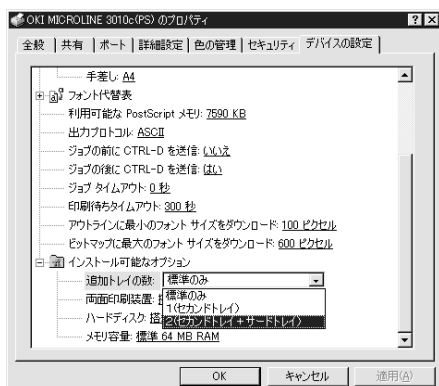 OKI MICROLINE 3010c(PS) のプロパティ
全般 共有 ポート 詳細設定 色の管理 セキュリティ デバイスの設定
手差し: A4
フォント代替表
利用可能な PostScript メモリ: 7590 KB
出力プロトコル: ASCII
ジョブの前に CTRL-D を送信: いいえ
ジョブの後に CTRL-D を送信: はい
ジョブ タイムアウト: 0 秒
印刷待ちタイムアウト: 300 秒
アウトラインに最小のフォント サイズをダウンロード: 100 ピクセル
ビットマップに最大のフォント サイズをダウンロード: 600 ピクセル
インストール可能なオプション
追加トレイの数: 標準のみ
標準のみ
両面印刷装置:
1(セカンドトレイ)
ハードディスク:
2(セカンドトレイ+サードトレイ)
メモリ容量: 標準 64 MB RAM
OK キャンセル 適用(A)